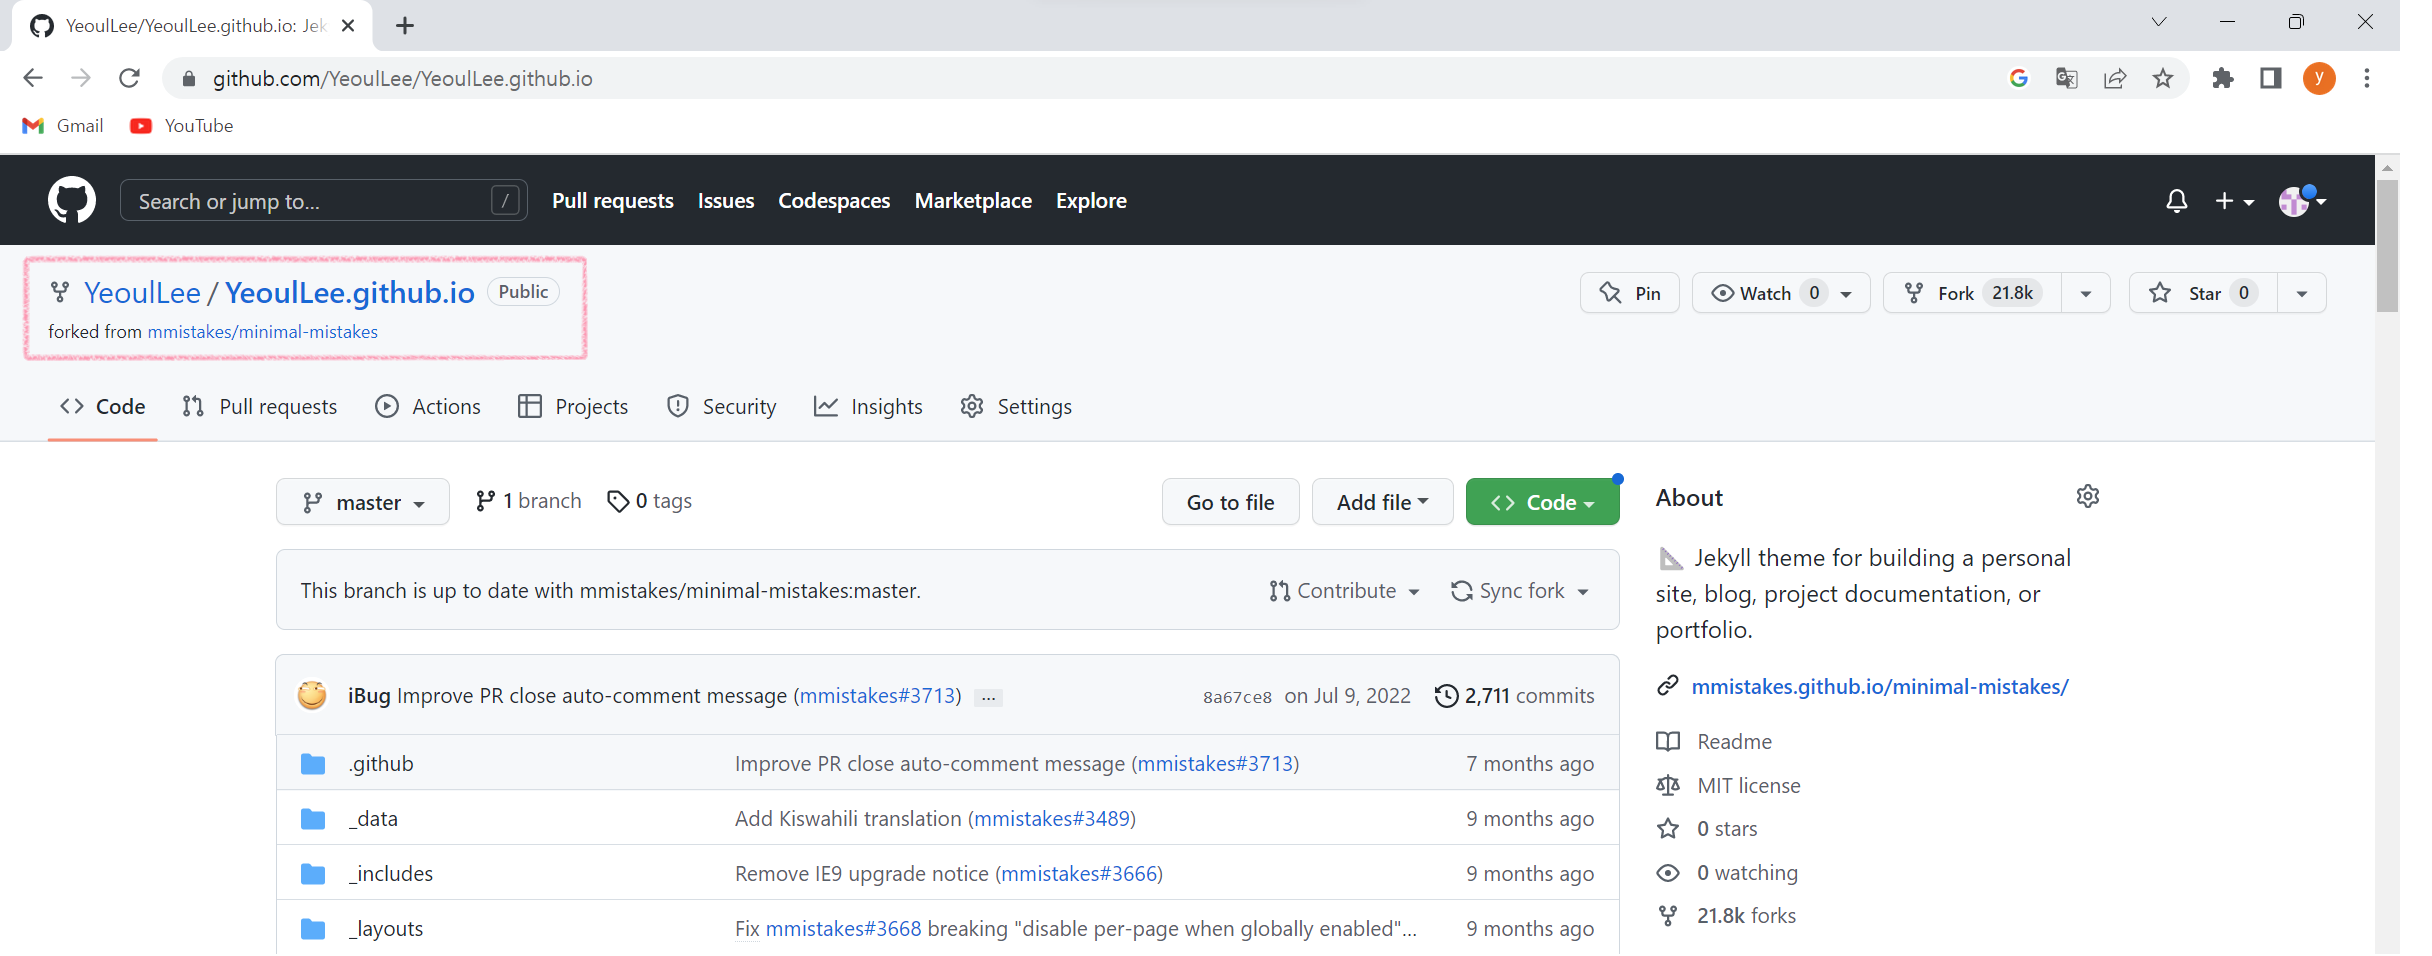 YeoulLee/YeoulLee.github.io: Jek
github.com/YeoulLee/YeoulLee.github.io
y
Gmail YouTube
Search or jump to... / Pull requests Issues Codespaces Marketplace Explore
YeoulLee / YeoulLee.github.io Public
Pin Watch 0 Fork 21.8k Star 0
forked from mmistakes/minimal-mistakes
Code Pull requests Actions Projects Security Insights Settings
master 1 branch 0 tags Go to file Add file Code
This branch is up to date with mmistakes/minimal-mistakes:master. Contribute Sync fork
iBug Improve PR close auto-comment message (mmistakes#3713) ... 8a67ce8 on Jul 9, 2022 2,711 commits
.github Improve PR close auto-comment message (mmistakes#3713) 7 months ago
_data Add Kiswahili translation (mmistakes#3489) 9 months ago
_includes Remove IE9 upgrade notice (mmistakes#3666) 9 months ago
_layouts Fix mmistakes#3668 breaking "disable per-page when globally enabled"... 9 months ago
About
Jekyll theme for building a personal
site, blog, project documentation, or
portfolio.
mmistakes.github.io/minimal-mistakes/
Readme
MIT license
0 stars
0 watching
21.8k forks